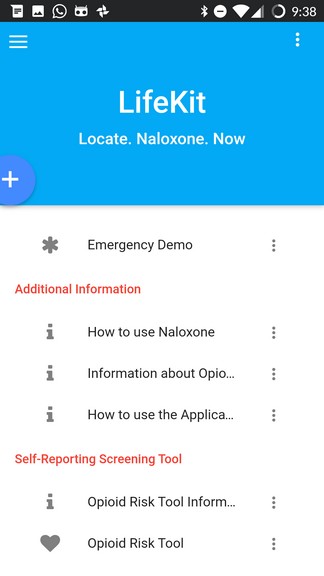 9:38
LifeKit
Locate. Naloxone. Now
Emergency Demo
Additional Information
How to use Naloxone
Information about Opio...
How to use the Applica...
Self-Reporting Screening Tool
Opioid Risk Tool Inform...
Opioid Risk Tool